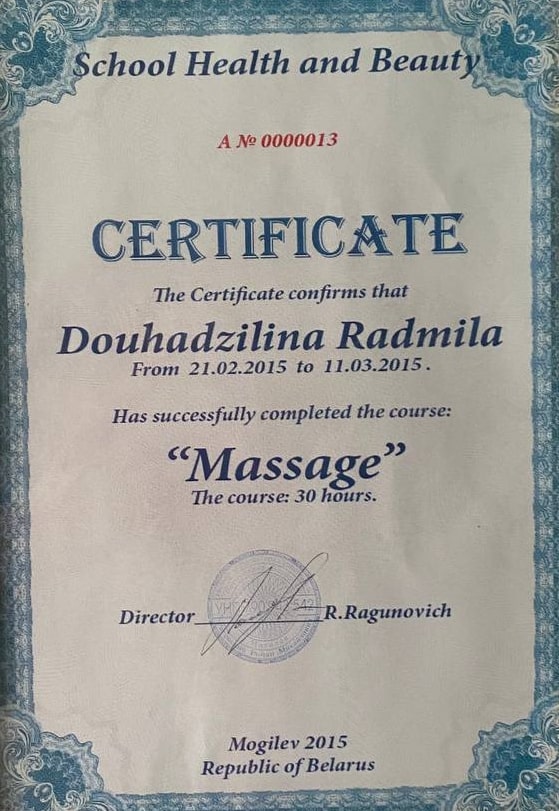 School Health and Beauty
A № 0000013
CERTIFICATE
The Certificate confirms that
Douhadzilina Radmila
From 21.02.2015 to 11.03.2015.
Has successfully completed the course:
“Massage”
The course: 30 hours.
Director
R.Ragunovich
Mogilev 2015
Republic of Belarus